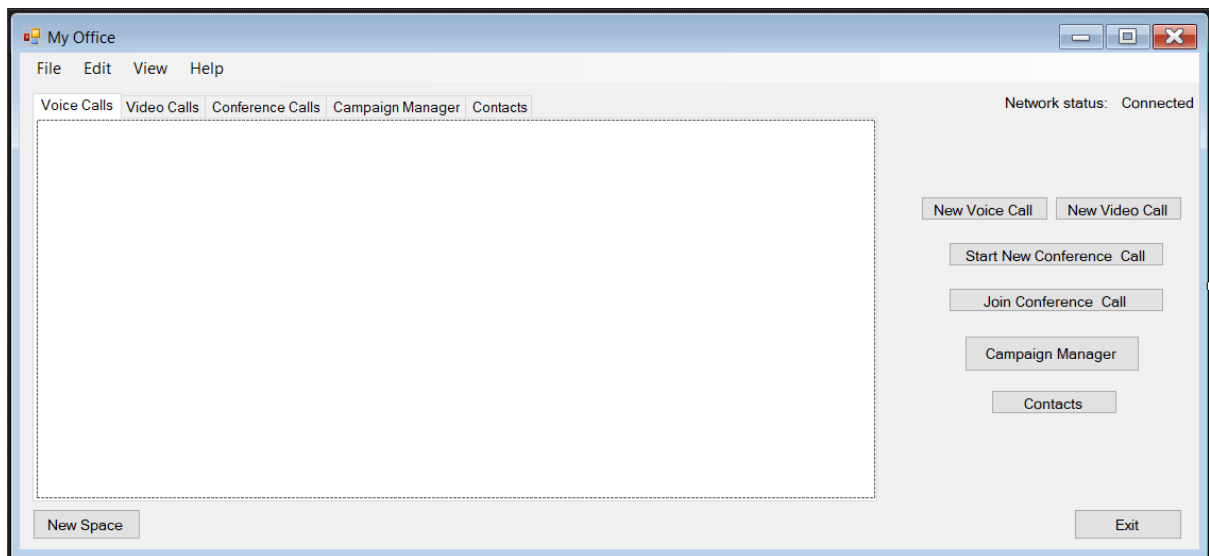 My Office
File Edit View Help
Voice Calls Video Calls Conference Calls Campaign Manager Contacts
Network status: Connected
New Voice Call New Video Call
Start New Conference Call
Join Conference Call
Campaign Manager
Contacts
New Space Exit